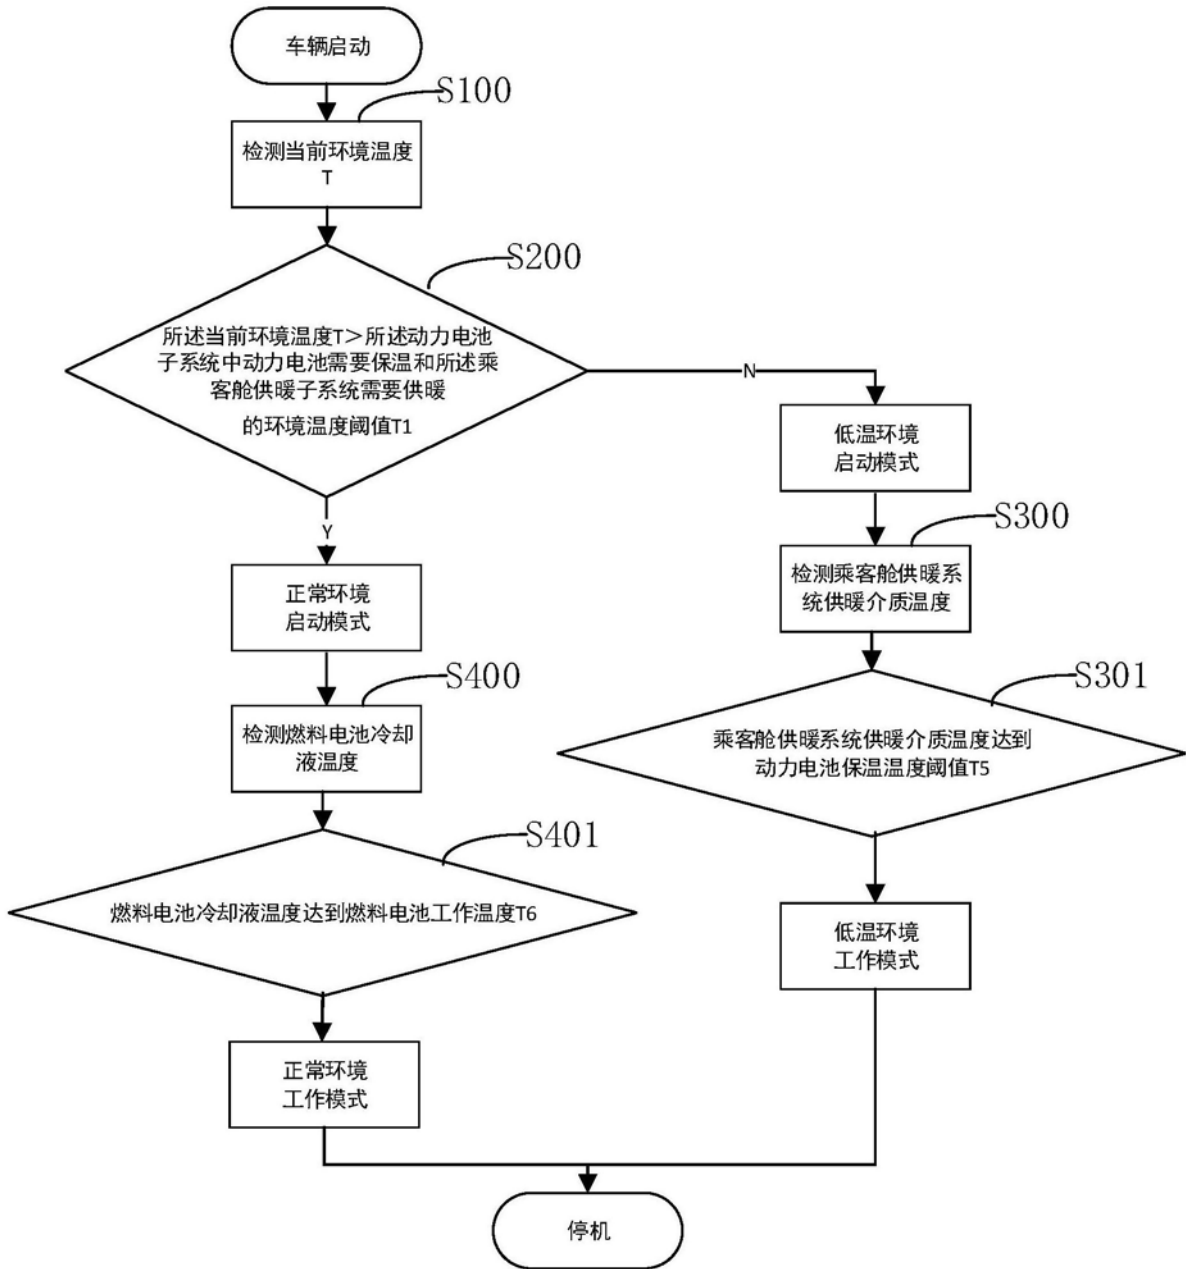 车辆启动
S100
检测当前环境温度
T
S200
所述当前环境温度T＞所述动力电池
子系统中动力电池需要保温和所述乘
客舱供暖子系统需要供暖
的环境温度阈值T1
N
Y
低温环境
启动模式
S300
检测乘客舱供暖系
统供暖介质温度
S301
乘客舱供暖系统供暖介质温度达到
动力电池保温温度阈值T5
低温环境
工作模式
正常环境
启动模式
S400
检测燃料电池冷却
液温度
S401
燃料电池冷却液温度达到燃料电池工作温度T6
正常环境
工作模式
停机